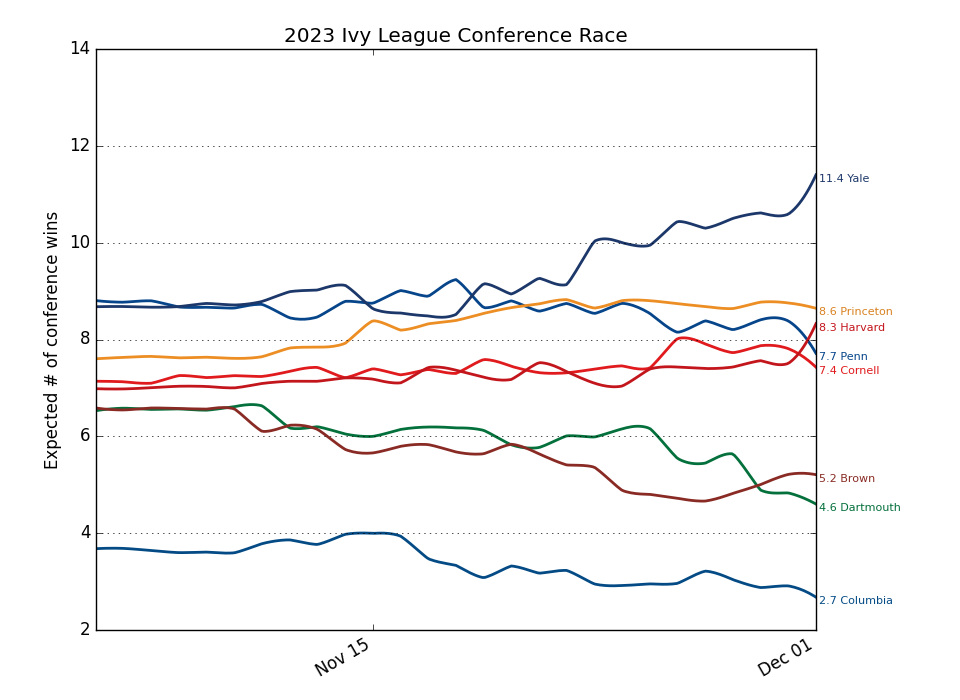 2023 Ivy League Conference Race
Expected # of conference wins
14
12
10
8
6
4
2
11.4 Yale
8.6 Princeton
8.3 Harvard
7.7 Penn
7.4 Cornell
5.2 Brown
4.6 Dartmouth
2.7 Columbia
Nov 15
Dec 01